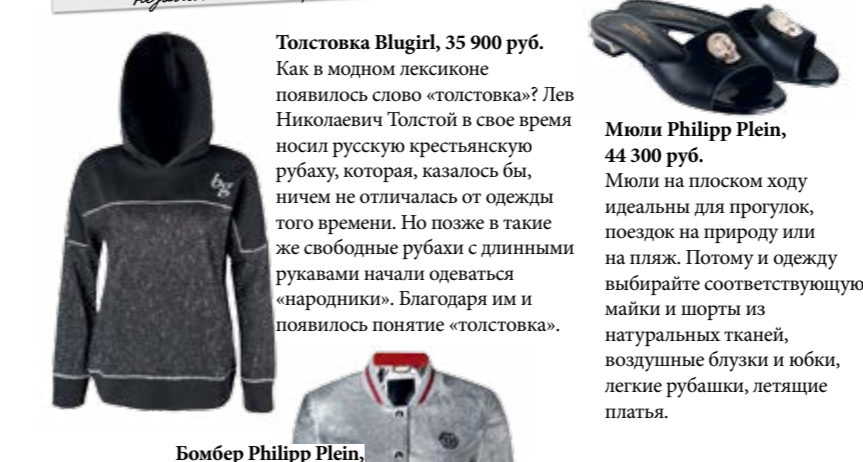 Толстовка Blugirl, 35 900 руб.
Как в модном лексиконе
появилось слово «толстовка»? Лев
Николаевич Толстой в свое время
носил русскую крестьянскую
рубаху, которая, казалось бы,
ничем не отличалась от одежды
того времени. Но позже в такие
же свободные рубахи с длинными
рукавами начали одеваться
«народники». Благодаря им и
появилось понятие «толстовка».
bg
Мюли Philipp Plein,
44 300 руб.
Мюли на плоском ходу
идеальны для прогулок,
поездок на природу или
на пляж. Потому и одежду
выбирайте соответствующую
майки и шорты из
натуральных тканей,
воздушные блузки и юбки,
легкие рубашки, летящие
платья.
Бомбер Philipp Plein,